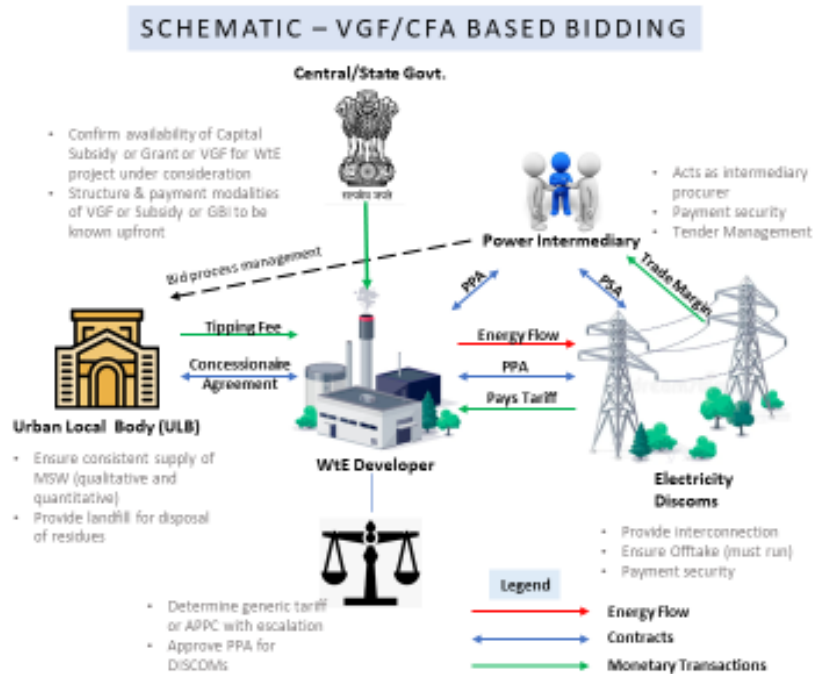 SCHEMATIC – VGF/CFA BASED BIDDING
Central/State Govt.
• Confirm availability of Capital
Subsidy or Grant or VGF for WtE
project under consideration
• Structure & payment modalities
of VGF or Subsidy or GBI to be
known upfront
सत्यमेव जयते
• Acts as intermediary
procurer
• Payment security
• Tender Management
Power Intermediary
Bid process management
PPA
PSA
Trade Margin
Tipping Fee
Concessionaire
Agreement
Energy Flow
PPA
Pays Tariff
Urban Local Body (ULB)
• Ensure consistent supply of
MSW (qualitative and
quantitative)
• Provide landfill for disposal
of residues
WtE Developer
Electricity
Discoms
• Provide interconnection
• Ensure Offtake (must run)
• Payment security
• Determine generic tariff
or APPC with escalation
• Approve PPA for
DISCOMs
Legend
Energy Flow
Contracts
Monetary Transactions